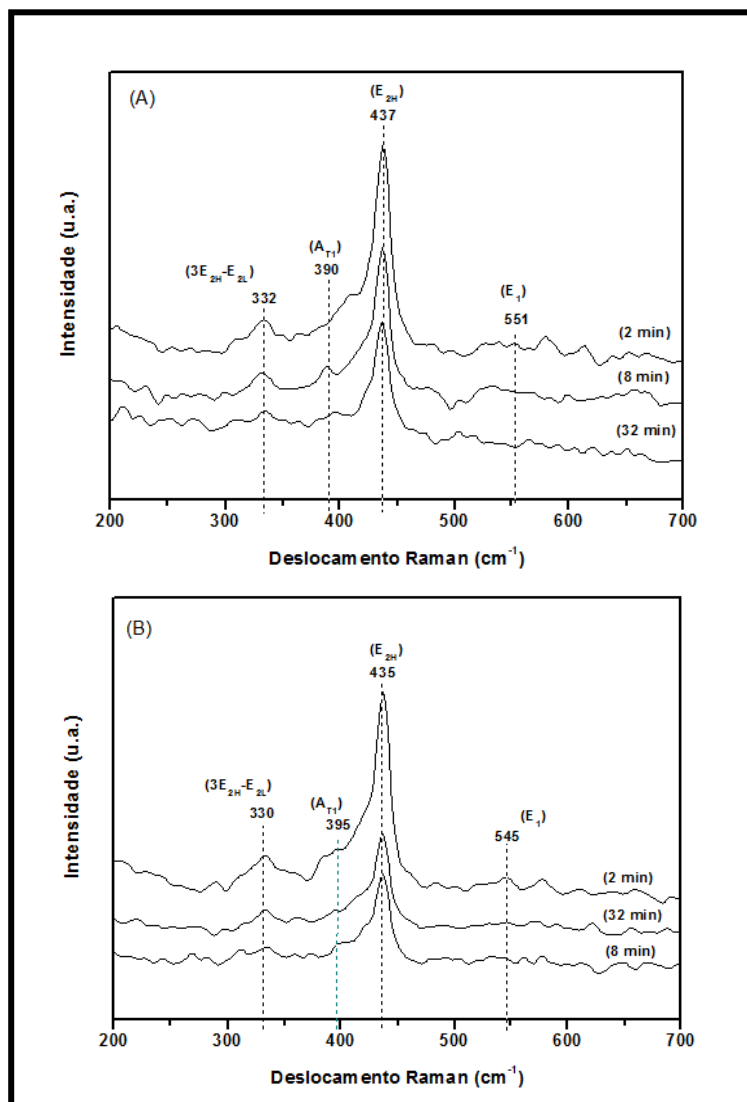 (A)
(E2H)
437
(AT1)
390
(3E2H-E2L)
332
(E1)
551
(2 min)
(8 min)
(32 min)
Intensidade (u.a.)
200 300 400 500 600 700
Deslocamento Raman (cm-1)
(B)
(E2H)
435
(3E2H-E2L)
330
(AT1)
395
(E1)
545
(2 min)
(32 min)
(8 min)
Intensidade (u.a.)
200 300 400 500 600 700
Deslocamento Raman (cm-1)